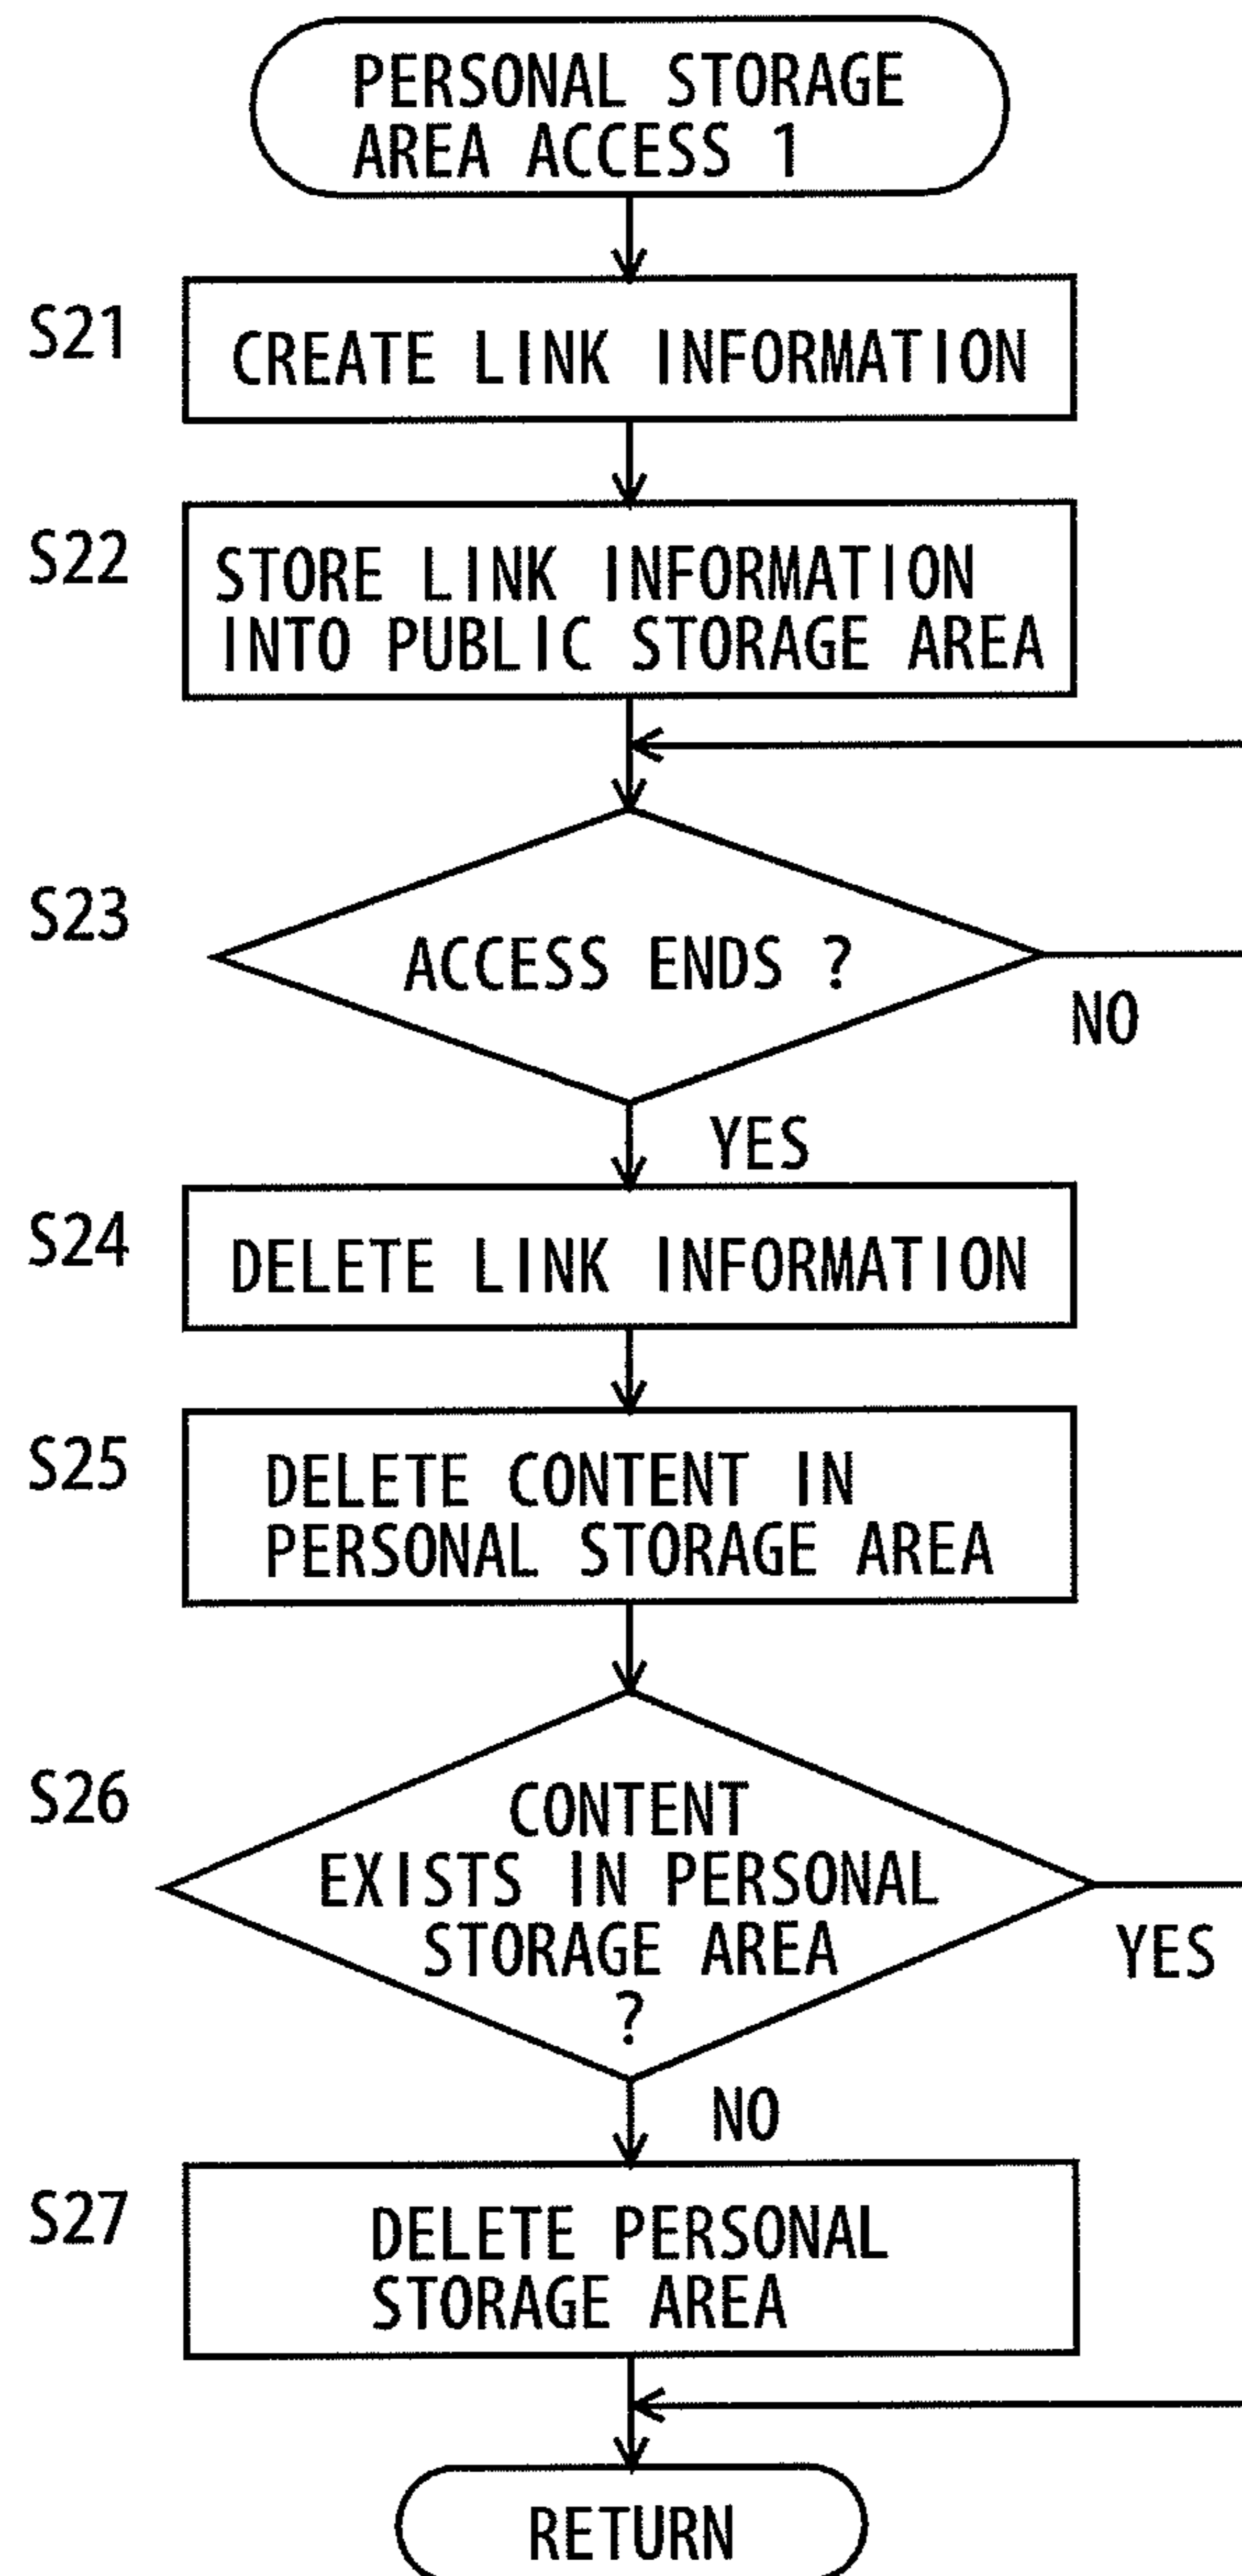 PERSONAL STORAGE
AREA ACCESS 1
S21
CREATE LINK INFORMATION
S22
STORE LINK INFORMATION
INTO PUBLIC STORAGE AREA
S23
ACCESS ENDS ?
NO
YES
S24
DELETE LINK INFORMATION
S25
DELETE CONTENT IN
PERSONAL STORAGE AREA
S26
CONTENT
EXISTS IN PERSONAL
STORAGE AREA
?
YES
NO
S27
DELETE PERSONAL
STORAGE AREA
RETURN